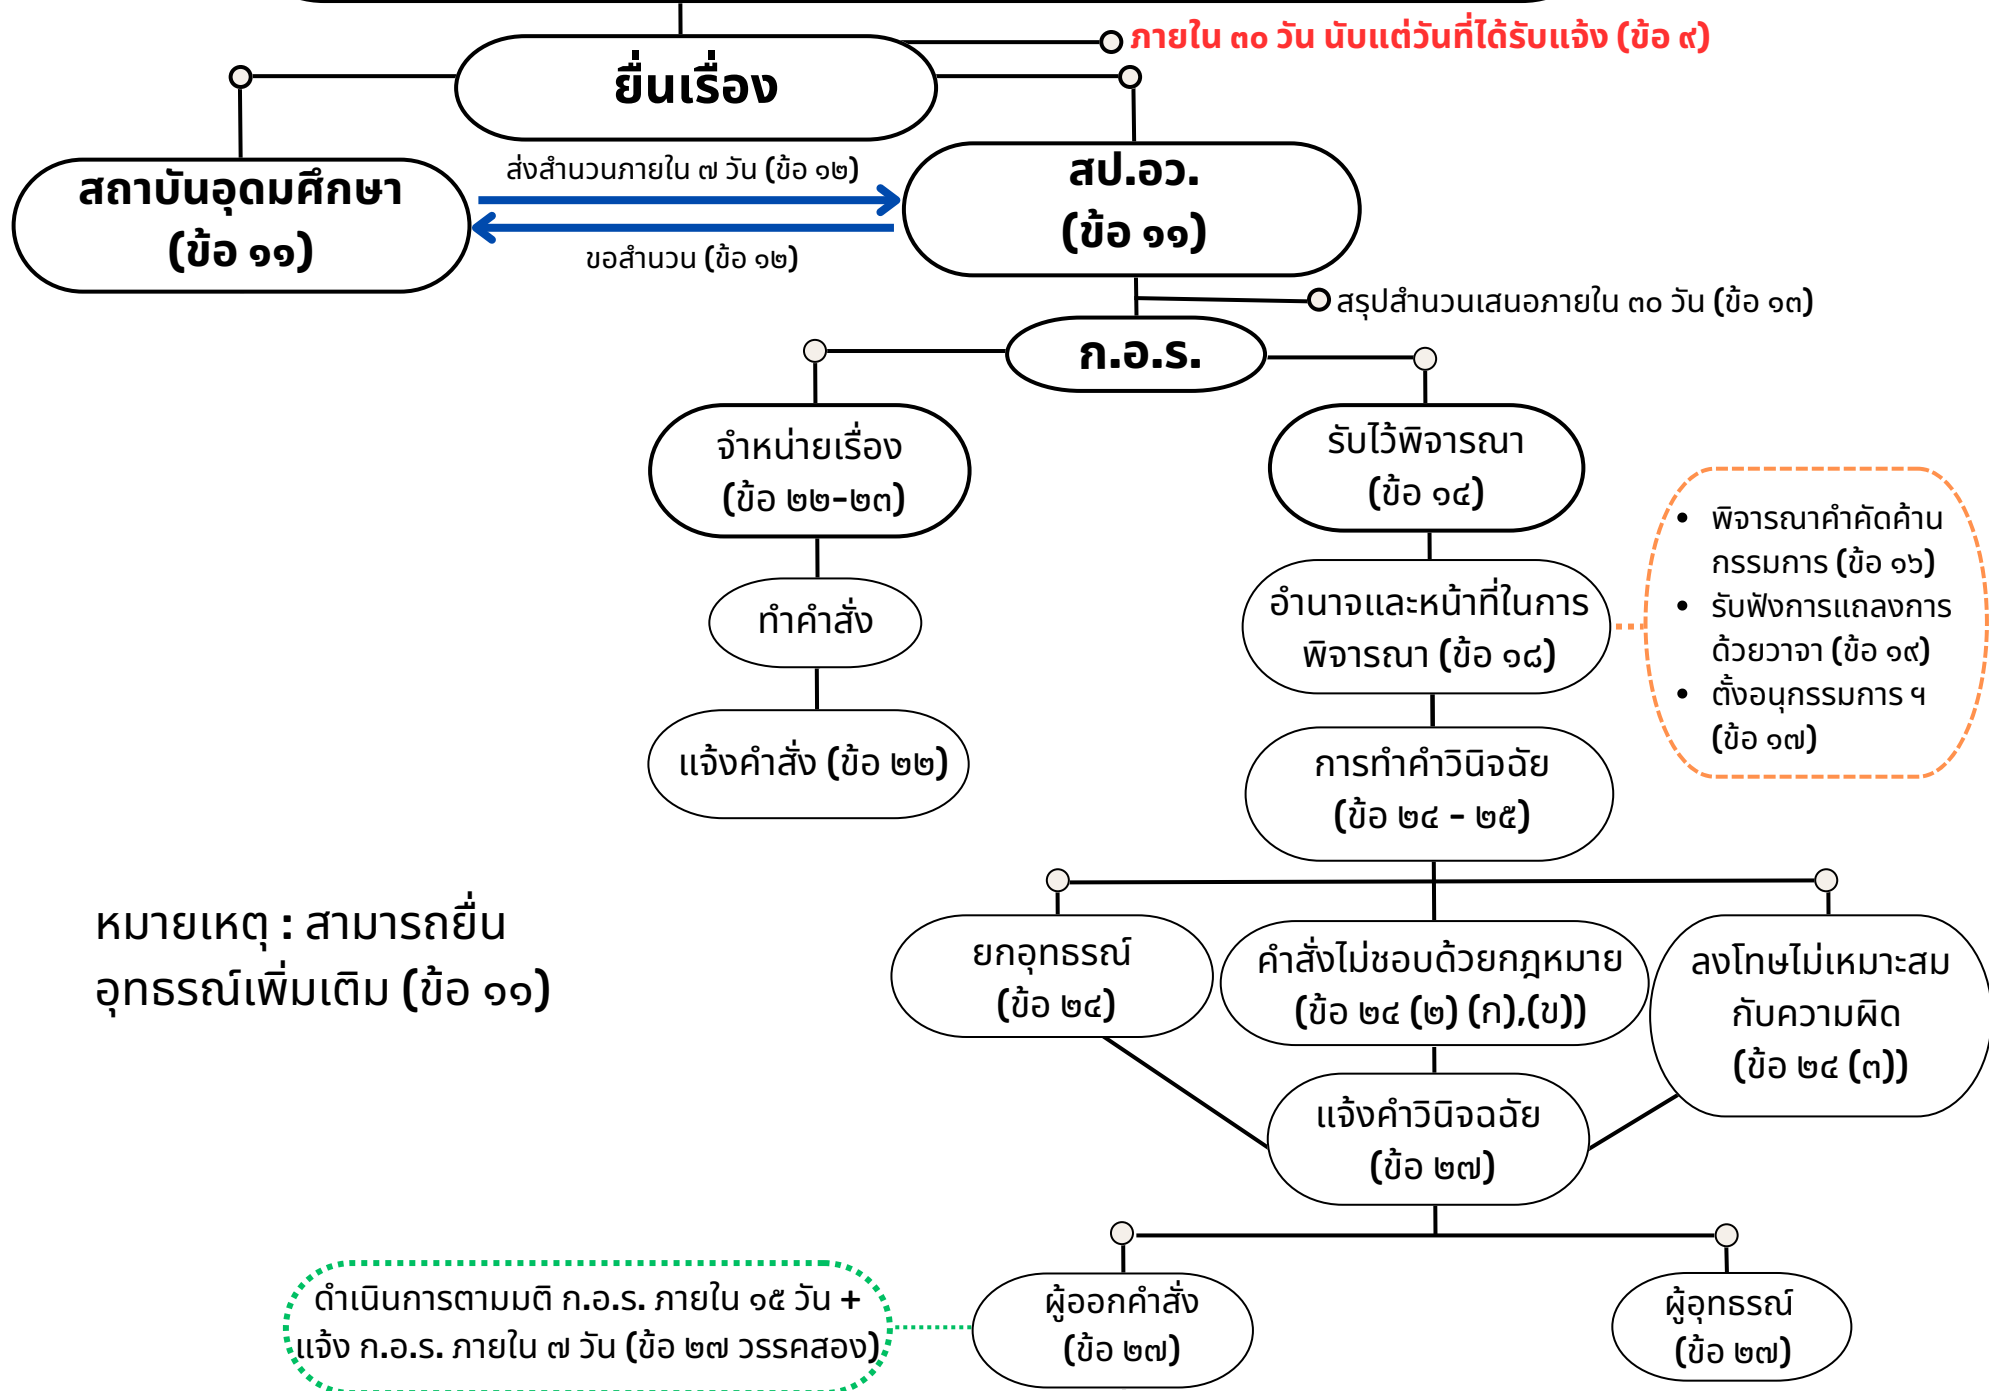 ภายใน ๓๐ วัน นับแต่วันที่ได้รับแจ้ง (ข้อ ๙)
ยื่นเรื่อง
สถาบันอุดมศึกษา
(ข้อ ๑๑)
ส่งสำนวนภายใน ๗ วัน (ข้อ ๑๒)
ขอสำนวน (ข้อ ๑๒)
สป.อว.
(ข้อ ๑๑)
สรุปสำนวนเสนอภายใน ๓๐ วัน (ข้อ ๑๓)
ก.อ.ร.
จำหน่ายเรื่อง
(ข้อ ๒๒-๒๓)
ทำคำสั่ง
แจ้งคำสั่ง (ข้อ ๒๒)
รับไว้พิจารณา
(ข้อ ๑๔)
อำนาจและหน้าที่ในการ
พิจารณา (ข้อ ๑๘)
• พิจารณาคำคัดค้าน
กรรมการ (ข้อ ๑๖)
• รับฟังการแถลงการ
ด้วยวาจา (ข้อ ๑๙)
• ตั้งอนุกรรมการ ฯ
(ข้อ ๑๗)
การทำคำวินิจฉัย
(ข้อ ๒๔ - ๒๕)
หมายเหตุ : สามารถยื่น
อุทธรณ์เพิ่มเติม (ข้อ ๑๑)
ยกอุทธรณ์
(ข้อ ๒๔)
คำสั่งไม่ชอบด้วยกฎหมาย
(ข้อ ๒๔ (๒) (ก),(ข))
ลงโทษไม่เหมาะสม
กับความผิด
(ข้อ ๒๔ (๓))
แจ้งคำวินิจฉฉัย
(ข้อ ๒๗)
ดำเนินการตามมติ ก.อ.ร. ภายใน ๑๕ วัน +
แจ้ง ก.อ.ร. ภายใน ๗ วัน (ข้อ ๒๗ วรรคสอง)
ผู้ออกคำสั่ง
(ข้อ ๒๗)
ผู้อุทธรณ์
(ข้อ ๒๗)